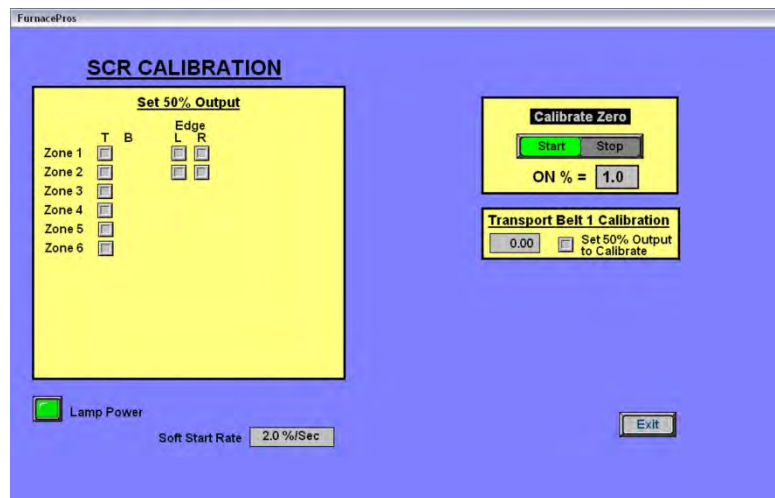 FurnacePros
SCR CALIBRATION
Set 50% Output
Edge
T B L R
Zone 1
Zone 2
Zone 3
Zone 4
Zone 5
Zone 6
Lamp Power
Soft Start Rate 2.0 %/Sec
Calibrate Zero
Start Stop
ON % = 1.0
Transport Belt 1 Calibration
0.00 Set 50% Output
to Calibrate
Exit